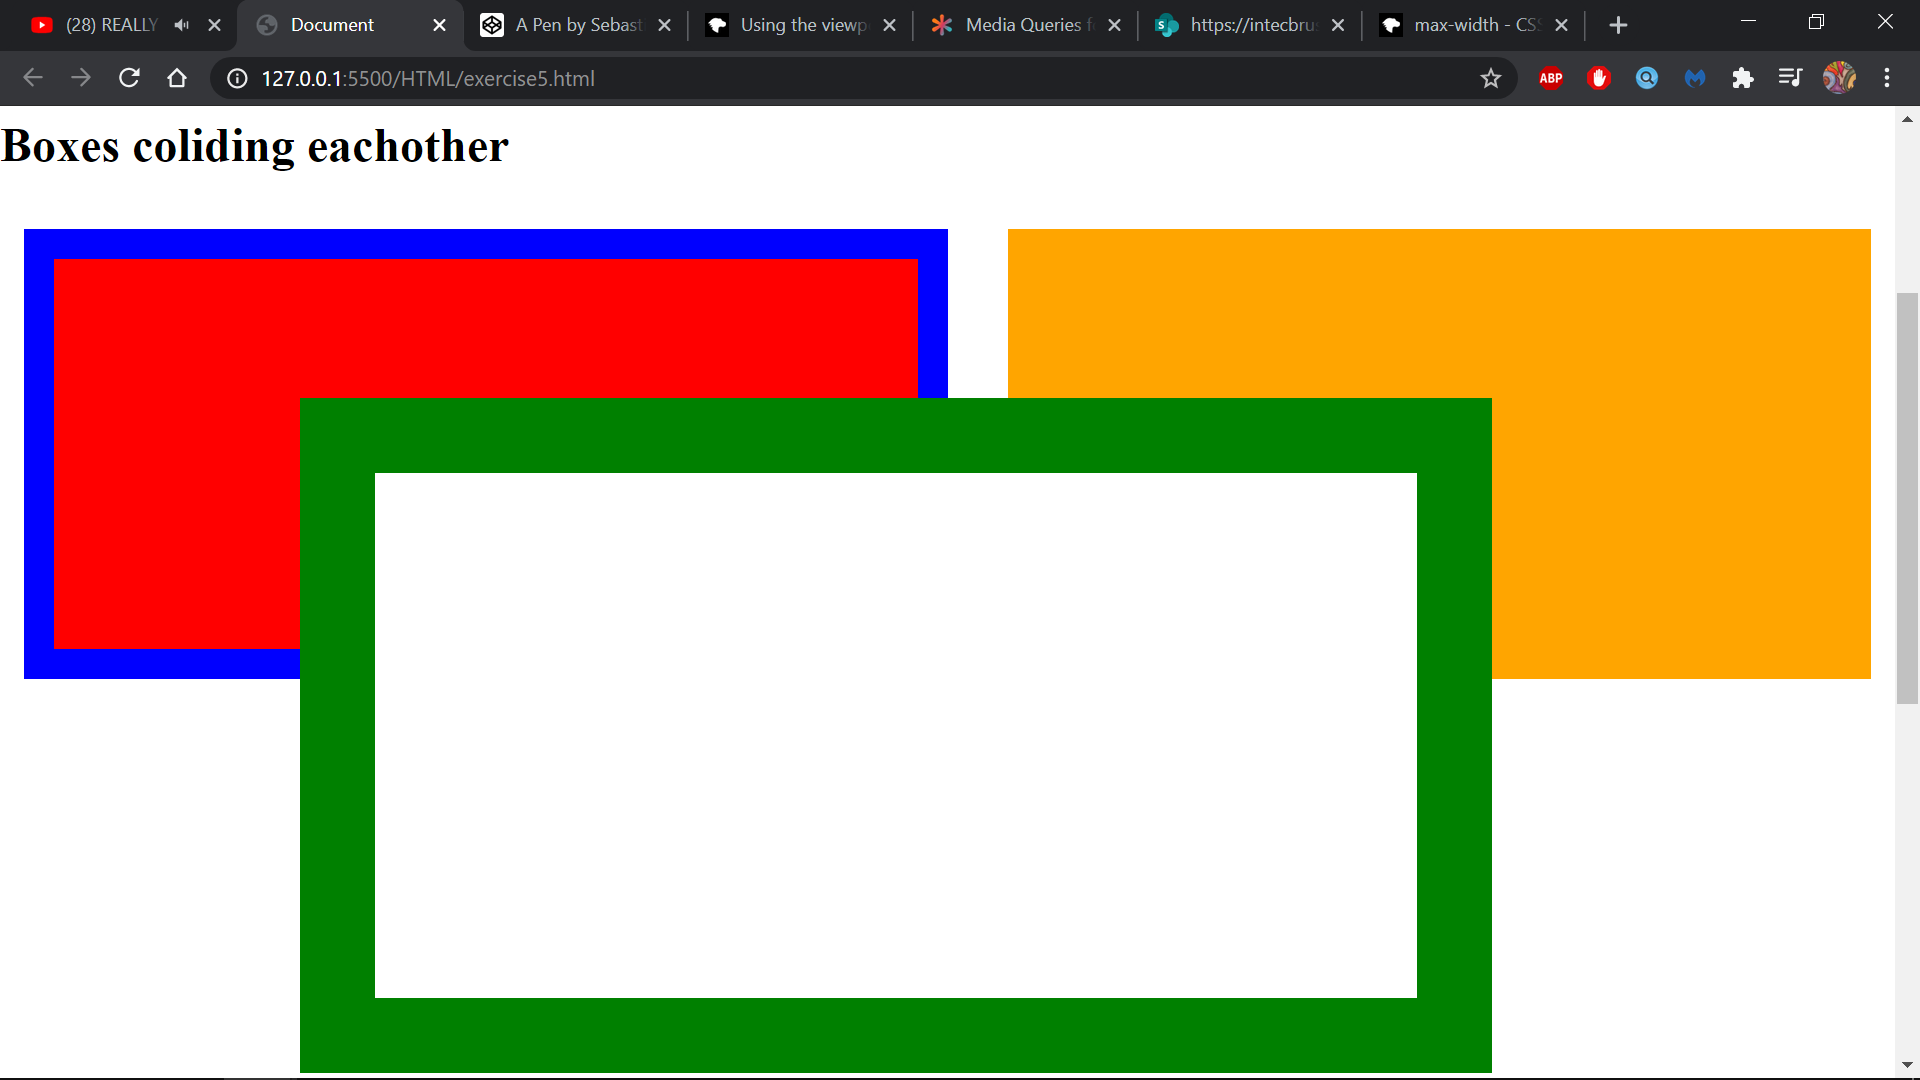 (28) REALLY
Document
A Pen by Sebast
Using the viewp
Media Queries f
https://intecbru
max-width - CSS
127.0.0.1:5500/HTML/exercise5.html
ABP
Boxes coliding eachother